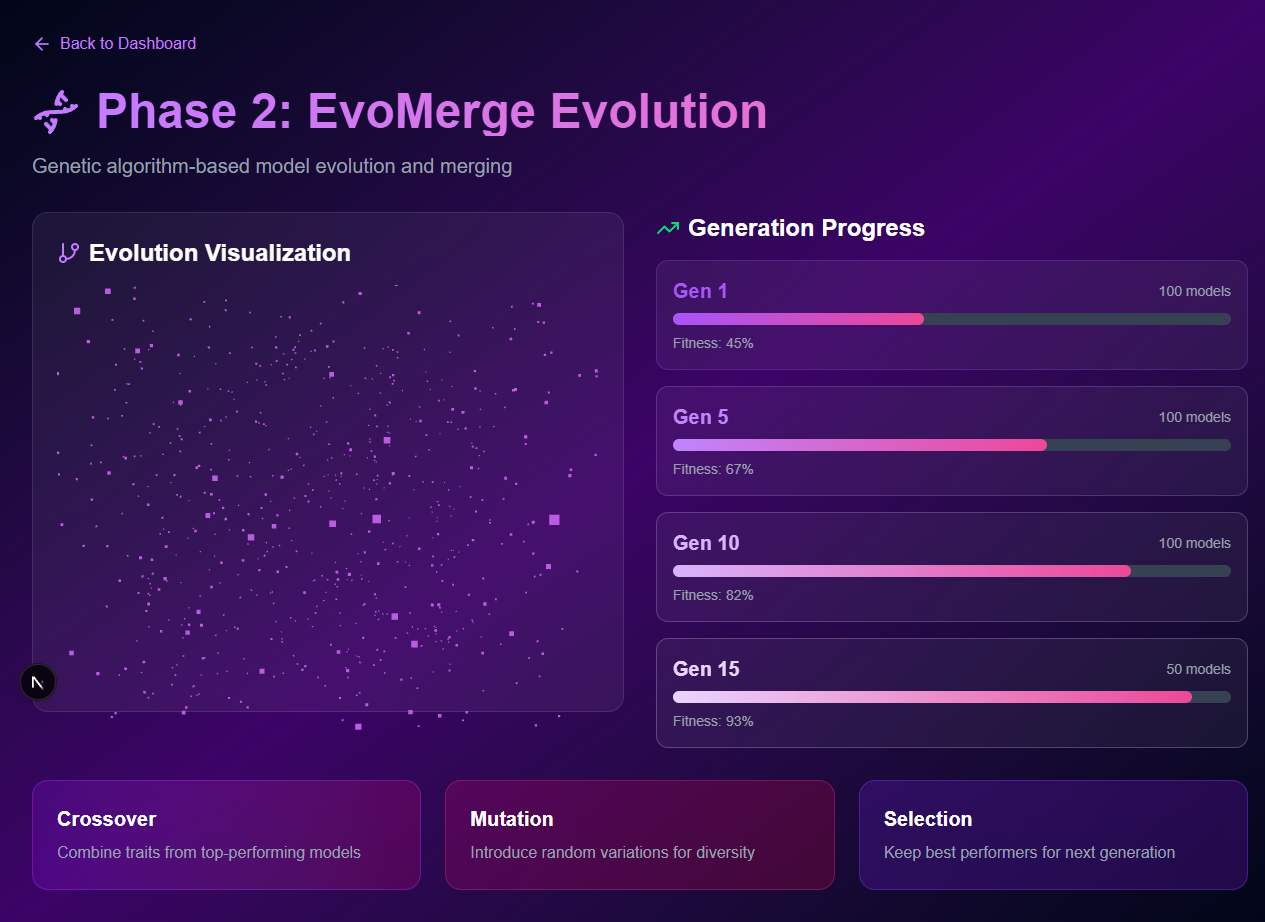 Back to Dashboard
Phase 2: EvoMerge Evolution
Genetic algorithm-based model evolution and merging
Evolution Visualization
Generation Progress
Gen 1
100 models
Fitness: 45%
Gen 5
100 models
Fitness: 67%
Gen 10
100 models
Fitness: 82%
Gen 15
50 models
Fitness: 93%
N
Crossover
Combine traits from top-performing models
Mutation
Introduce random variations for diversity
Selection
Keep best performers for next generation